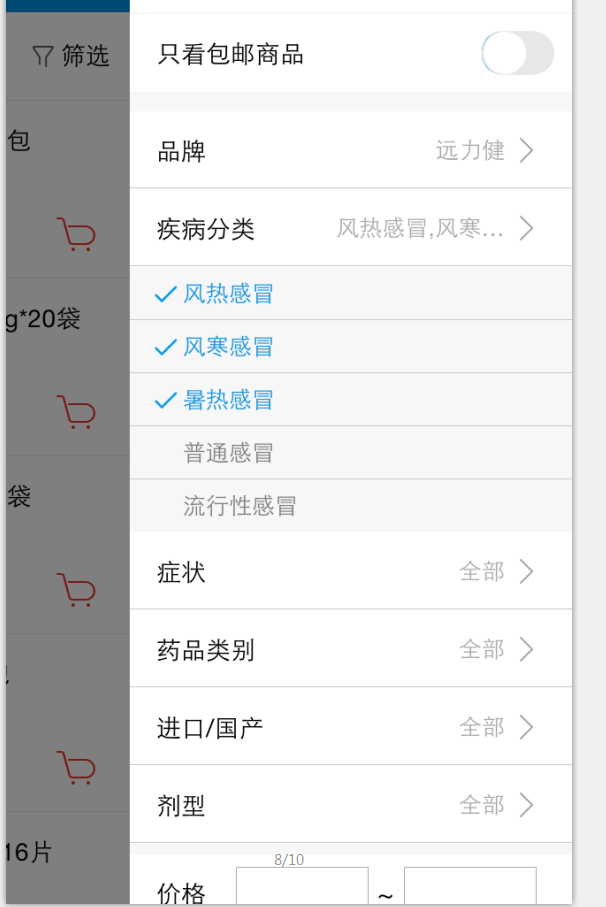 筛选
只看包邮商品
包
品牌 远力健
疾病分类 风热感冒,风寒...
风热感冒
g*20袋
风寒感冒
暑热感冒
普通感冒
袋
流行性感冒
症状 全部
药品类别 全部
进口/国产 全部
剂型 全部
16片
8/10
价格 ~